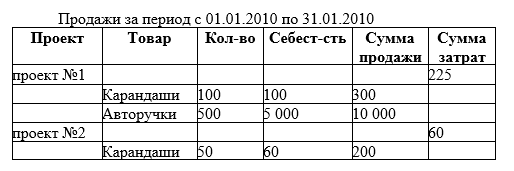 Продажи за период с 01.01.2010 по 31.01.2010
Проект Товар Кол-во Себест-сть Сумма продажи Сумма затрат
проект №1 225
Карандаши 100 100 300
Авторучки 500 5 000 10 000
проект №2 60
Карандаши 50 60 200